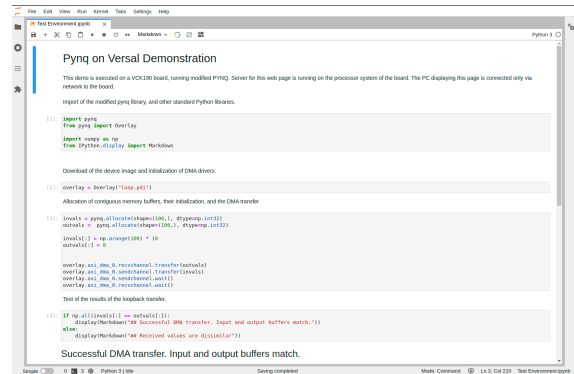 File Edit View Run Kernel Tabs Settings Help
Test Environment.ipynb
Markdown
Python 3
Pynq on Versal Demonstration
This demo is executed on a VCK190 board, running modified PYNQ. Server for this web page is running on the processor system of the board. The PC displaying this page is connected only via
network to the board.
Import of the modified pynq library, and other standard Python libraries.
[1]: import pynq
from pynq import Overlay
import numpy as np
from IPython.display import Markdown
Download of the device image and initialization of DMA drivers:
[2]: overlay = Overlay("loop.pdi")
Allocation of contiguous memory buffers, their initialization, and the DMA transfer
[3]: invals = pynq.allocate(shape=(100,), dtype=np.int32)
outvals = pynq.allocate(shape=(100,), dtype=np.int32)
invals[:] = np.arange(100) * 10
outvals[:] = 0
overlay.axi_dma_0.recvchannel.transfer(outvals)
overlay.axi_dma_0.sendchannel.transfer(invals)
overlay.axi_dma_0.sendchannel.wait()
overlay.axi_dma_0.recvchannel.wait()
Test of the results of the loopback transfer.
[4]: if np.all(invals[:] == outvals[:]):
display(Markdown("## Successful DMA transfer. Input and output buffers match."))
else:
display(Markdown("## Received values are dissimilar"))
Successful DMA transfer. Input and output buffers match.
Simple 0 3 Python 3 | Idle Saving completed Mode: Command Ln 3, Col 210 Test Environment.ipynb